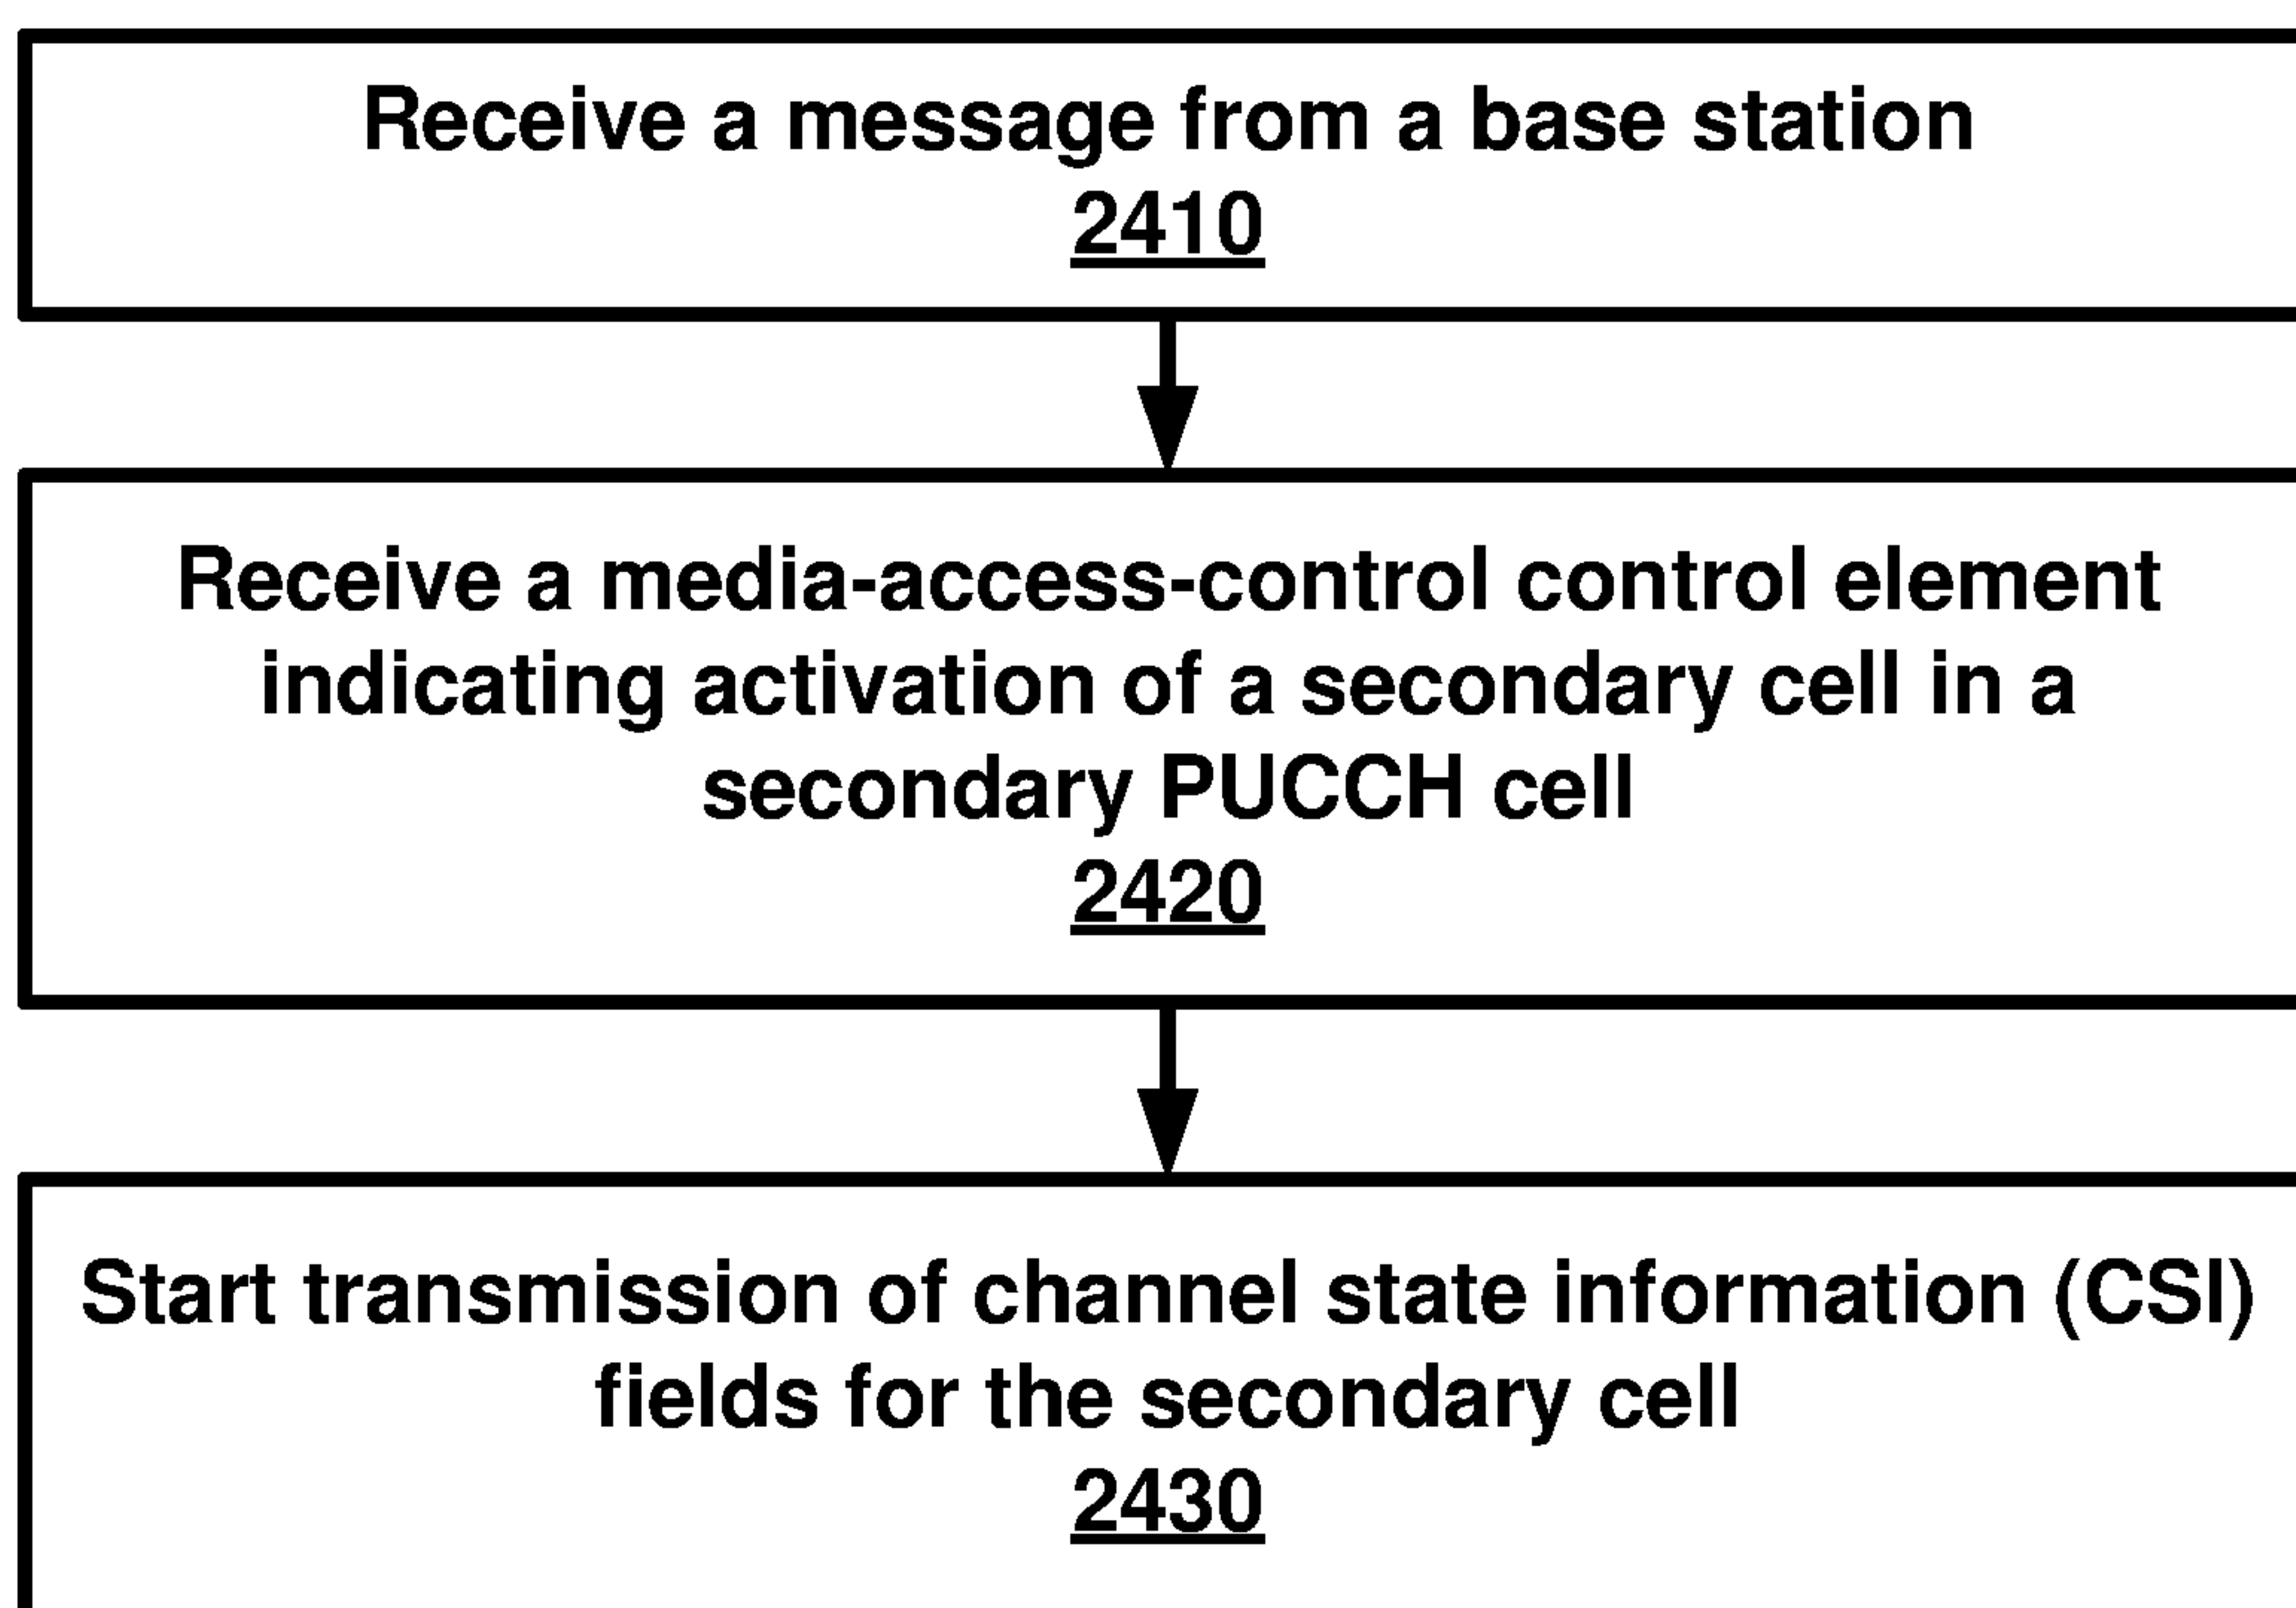 Receive a message from a base station
2410
Receive a media-access-control control element
indicating activation of a secondary cell in a
secondary PUCCH cell
2420
Start transmission of channel state information (CSI)
fields for the secondary cell
2430